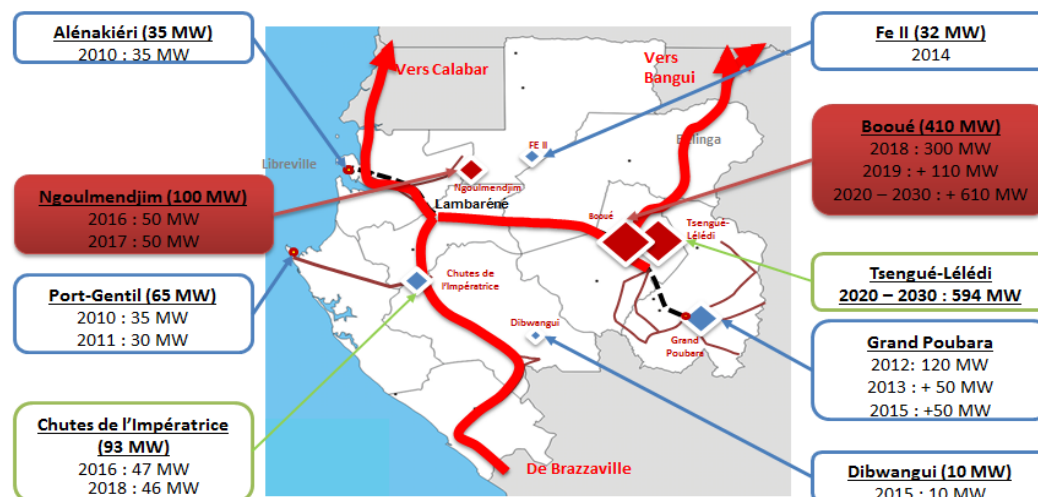 Alénakiéri (35 MW)
2010 : 35 MW
Fe II (32 MW)
2014
Vers Calabar
Vers
Bangui
Booué (410 MW)
2018 : 300 MW
2019 : + 110 MW
2020 – 2030 : + 610 MW
Libreville
FE II
Bélinga
Ngoulmendjim (100 MW)
2016 : 50 MW
2017 : 50 MW
Ngoulmendjim
Lambaréné
Booué
Tsengué-
Lélédi
Tsengué-Lélédi
2020 – 2030 : 594 MW
Port-Gentil (65 MW)
2010 : 35 MW
2011 : 30 MW
Chutes de
l'Impératrice
Dibwangui
Grand
Poubara
Grand Poubara
2012: 120 MW
2013 : + 50 MW
2015 : +50 MW
Chutes de l'Impératrice
(93 MW)
2016 : 47 MW
2018 : 46 MW
De Brazzaville
Dibwangui (10 MW)
2015 : 10 MW